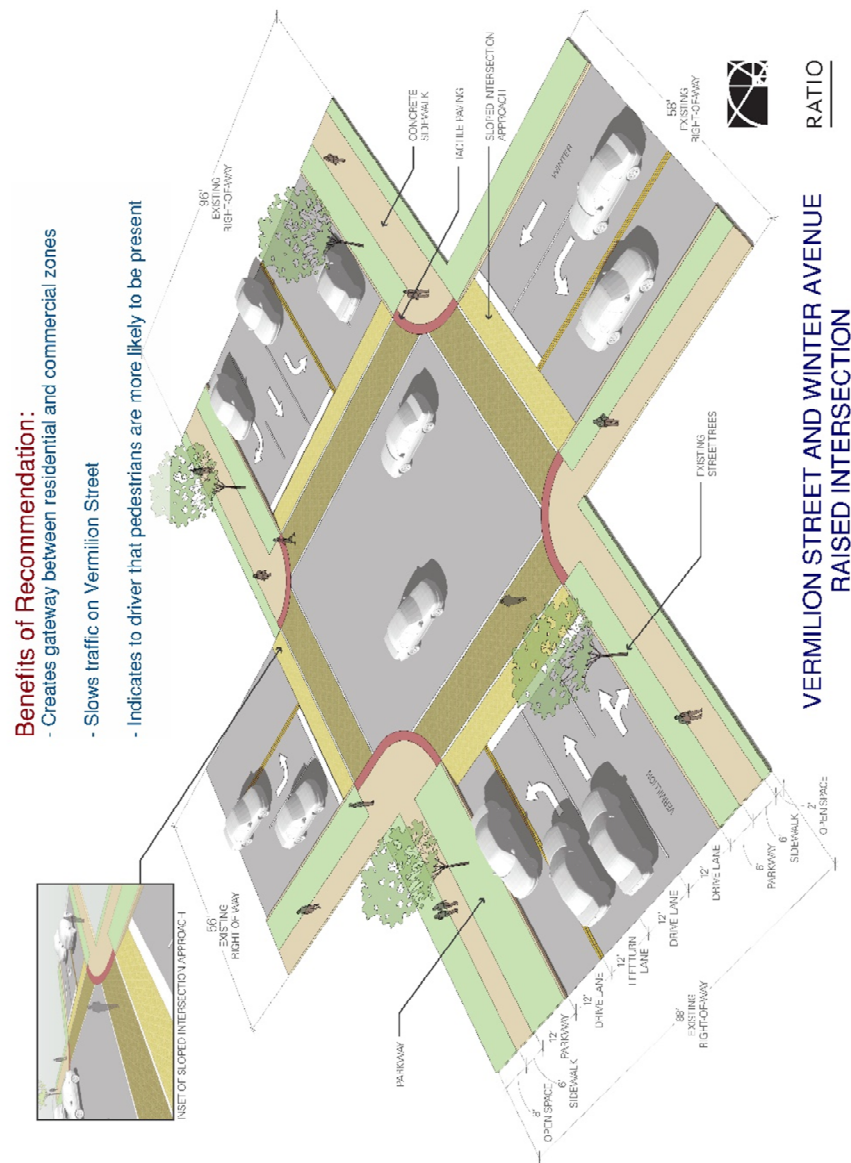 Benefits of Recommendation:
- Creates gateway between residential and commercial zones
- Slows traffic on Vermilion Street
- Indicates to driver that pedestrians are more likely to be present
INSET OF SLOPED INTERSECTION APPROACH
56'
EXISTING
RIGHT OF WAY
96'
EXISTING
RIGHT-OF-WAY
CONCRETE
SIDEWALK
TACTILE PAVING
SLOPED INTERSECTION
APPROACH
WINTER
58'
EXISTING
RIGHT-OF-WAY
PARKWAY
EXISTING
STREET TREES
VERMILION
8'
OPEN SPACE
6'
SIDEWALK
12'
PARKWAY
12'
DRIVE LANE
12'
LEFT TURN
LANE
12'
DRIVE LANE
12'
DRIVE LANE
PARKWAY
6'
SIDEWALK
2'
OPEN SPACE
EXISTING
RIGHT-OF-WAY
VERMILION STREET AND WINTER AVENUE
RAISED INTERSECTION
RATIO